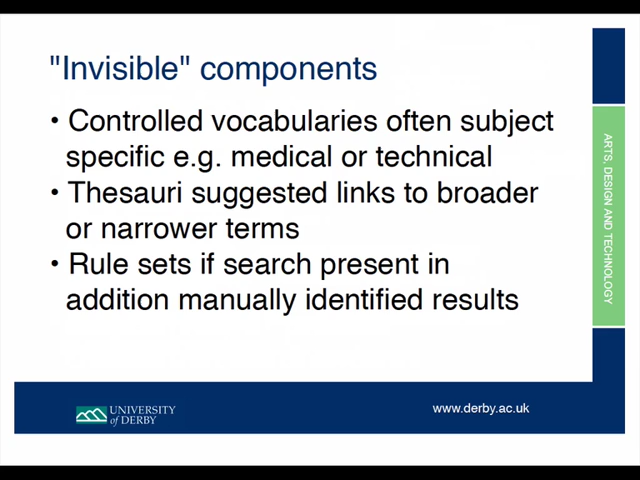 "Invisible" components
• Controlled vocabularies often subject
specific e.g. medical or technical
• Thesauri suggested links to broader
or narrower terms
• Rule sets if search present in
addition manually identified results
ARTS, DESIGN AND TECHNOLOGY
UNIVERSITY
of DERBY
www.derby.ac.uk